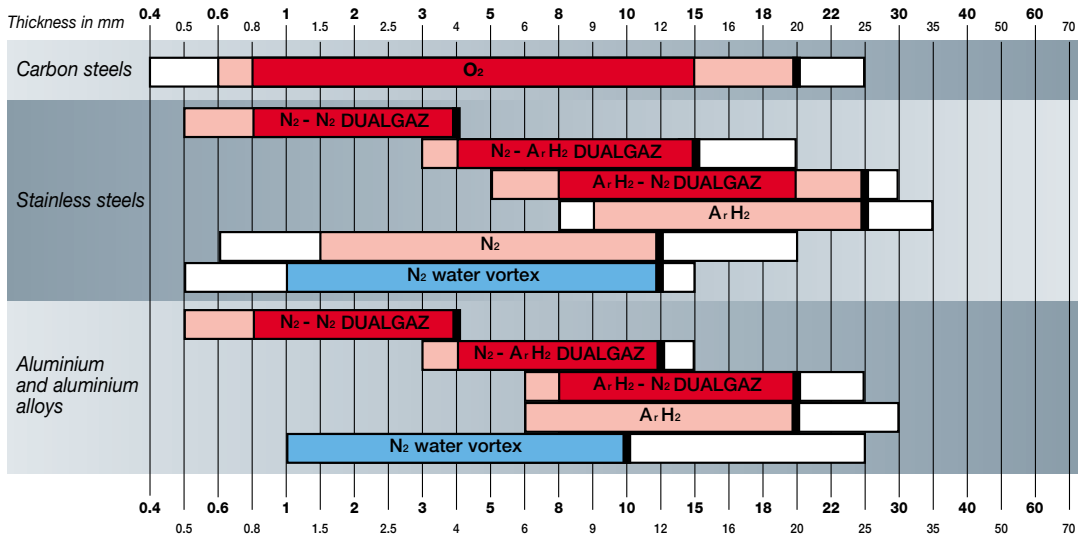 Thickness in mm
0.4 0.6 1 2 3 5 8 10 15 18 22 30 40 60
0.5 0.8 1.5 2.5 4 6 9 12 16 20 25 35 50 70
Carbon steels
O2
Stainless steels
N2 - N2 DUALGAZ
N2 - ArH2 DUALGAZ
ArH2 - N2 DUALGAZ
ArH2
N2
N2 water vortex
Aluminium
and aluminium
alloys
N2 - N2 DUALGAZ
N2 - ArH2 DUALGAZ
ArH2 - N2 DUALGAZ
ArH2
N2 water vortex
0.4 0.6 1 2 3 5 8 10 15 18 22 30 40 60
0.5 0.8 1.5 2.5 4 6 9 12 16 20 25 35 50 70